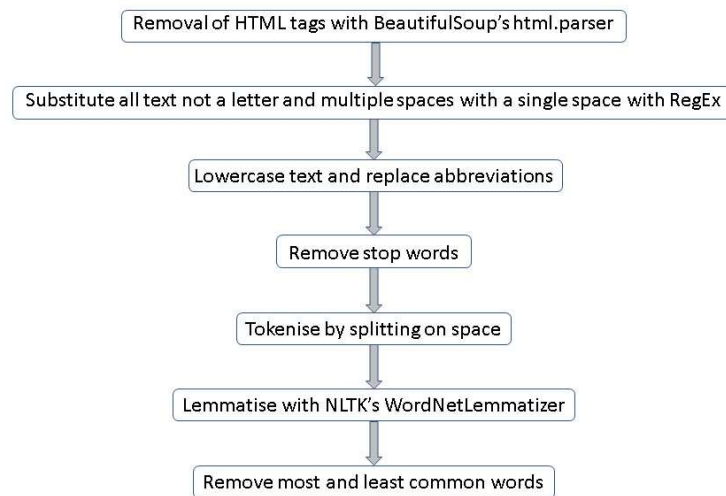 Removal of HTML tags with BeautifulSoup's html.parser
Substitute all text not a letter and multiple spaces with a single space with RegEx
Lowercase text and replace abbreviations
Remove stop words
Tokenise by splitting on space
Lemmatise with NLTK's WordNetLemmatizer
Remove most and least common words